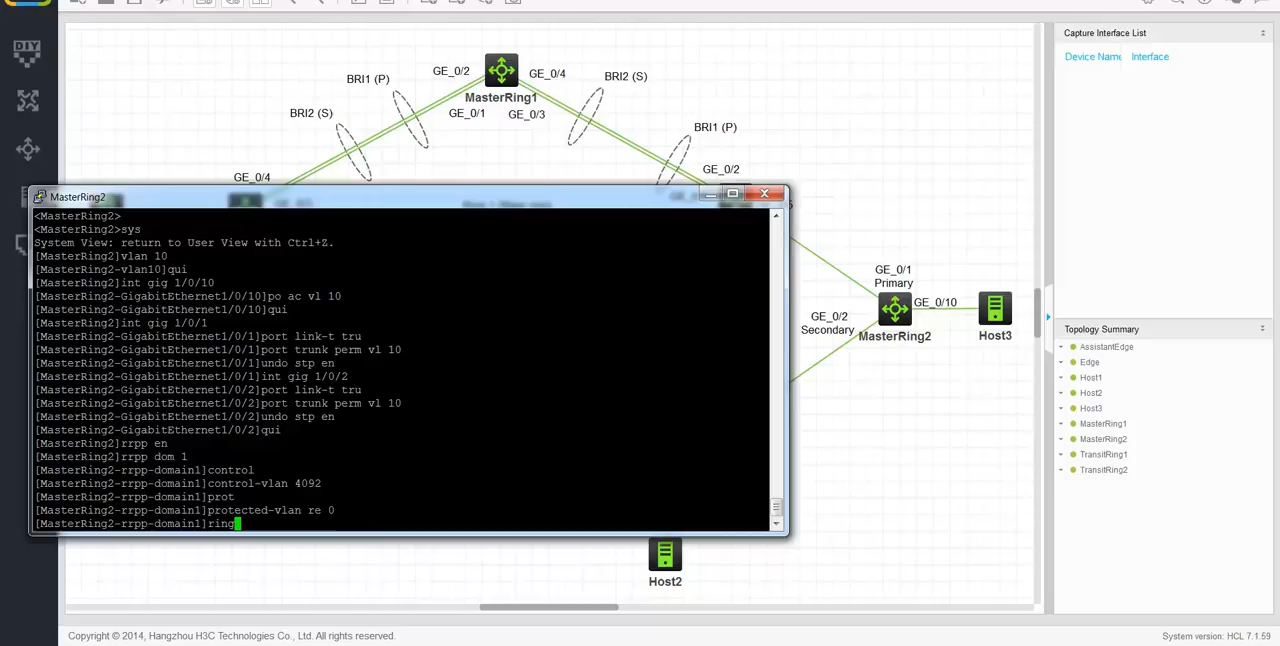 DIY
Capture Interface List
Device Name Interface
GE_0/2
GE_0/4
BRI1 (P)
BRI2 (S)
MasterRing1
BRI2 (S)
GE_0/1
GE_0/3
BRI1 (P)
GE_0/2
GE_0/4
MasterRing2
<MasterRing2>
<MasterRing2>sys
System View: return to User View with Ctrl+Z.
[MasterRing2]vlan 10
[MasterRing2-vlan10]qui
[MasterRing2]int gig 1/0/10
[MasterRing2-GigabitEthernet1/0/10]po ac vl 10
[MasterRing2-GigabitEthernet1/0/10]qui
[MasterRing2]int gig 1/0/1
[MasterRing2-GigabitEthernet1/0/1]port link-t tru
[MasterRing2-GigabitEthernet1/0/1]port trunk perm vl 10
[MasterRing2-GigabitEthernet1/0/1]undo stp en
[MasterRing2-GigabitEthernet1/0/1]int gig 1/0/2
[MasterRing2-GigabitEthernet1/0/2]port link-t tru
[MasterRing2-GigabitEthernet1/0/2]port trunk perm vl 10
[MasterRing2-GigabitEthernet1/0/2]undo stp en
[MasterRing2-GigabitEthernet1/0/2]qui
[MasterRing2]rrpp en
[MasterRing2]rrpp dom 1
[MasterRing2-rrpp-domain1]control
[MasterRing2-rrpp-domain1]control-vlan 4092
[MasterRing2-rrpp-domain1]prot
[MasterRing2-rrpp-domain1]protected-vlan re 0
[MasterRing2-rrpp-domain1]ring
GE_0/1
Primary
GE_0/10
GE_0/2
Secondary
MasterRing2
Host3
Host2
Topology Summary
AssistantEdge
Edge
Host1
Host2
Host3
MasterRing1
MasterRing2
TransitRing1
TransitRing2
Copyright © 2014, Hangzhou H3C Technologies Co., Ltd. All rights reserved.
System version: HCL 7.1.59